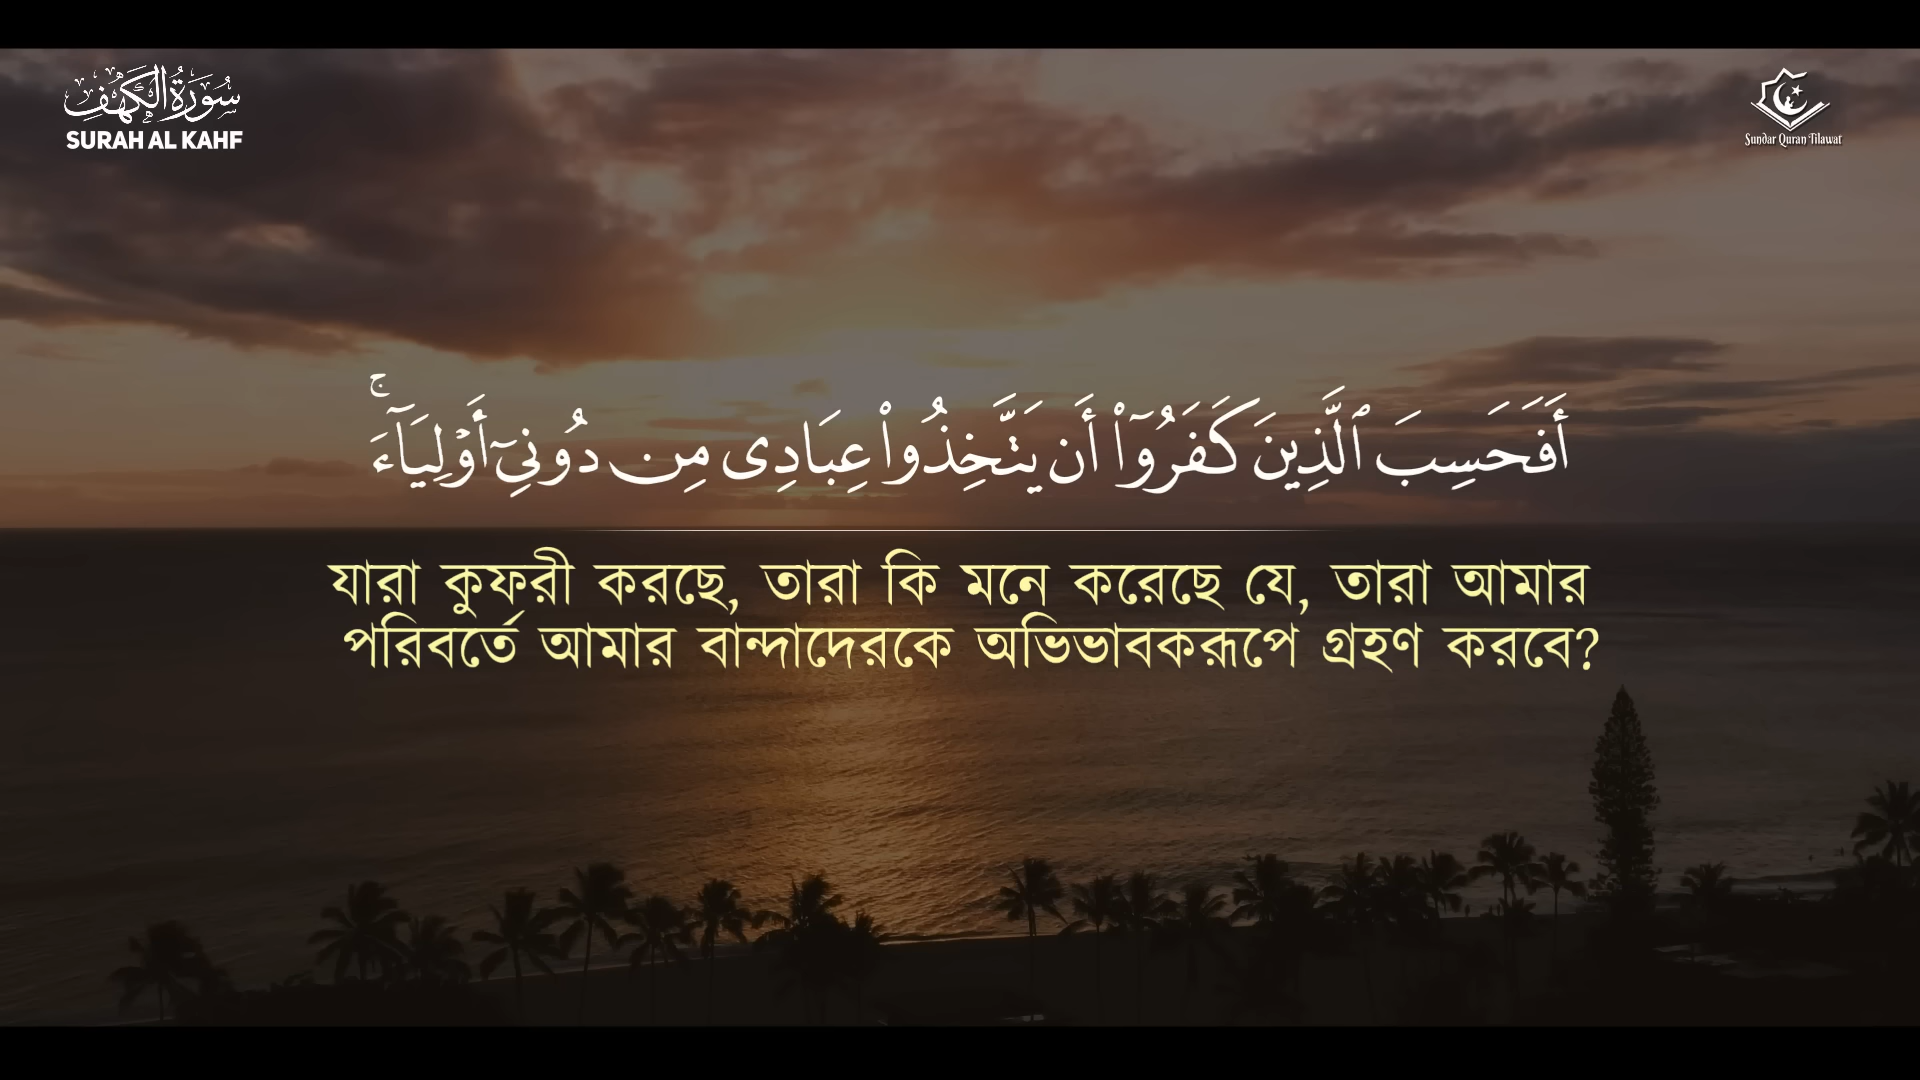 سُورَةُ الْكَهْفِ
SURAH AL KAHF
Sundar Quran Tilawat
أَفَحَسِبَ ٱلَّذِينَ كَفَرُوٓا۟ أَن يَتَّخِذُوا۟ عِبَادِى مِن دُونِىٓ أَوْلِيَآءَ ۚ
যারা কুফরী করছে, তারা কি মনে করেছে যে, তারা আমার
পরিবর্তে আমার বান্দাদেরকে অভিভাবকরূপে গ্রহণ করবে?